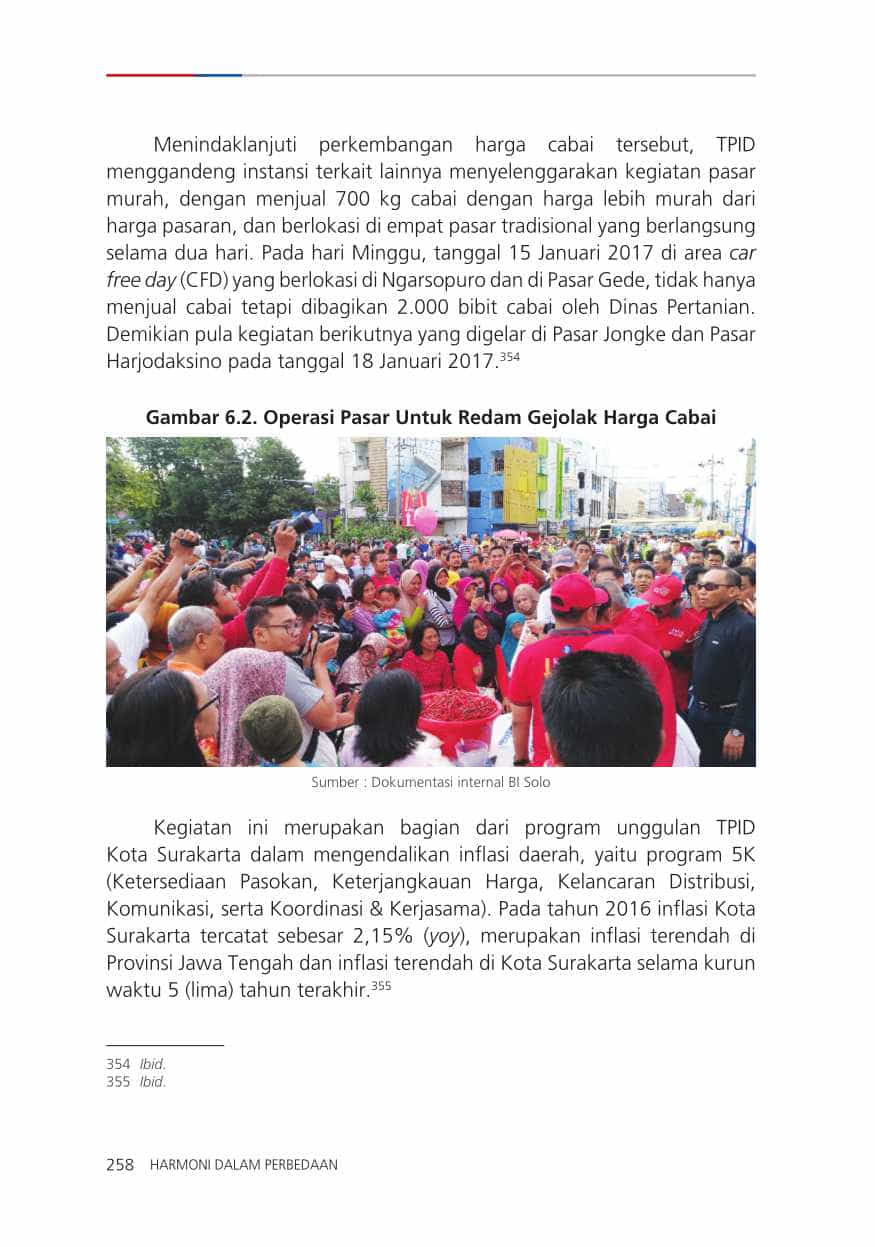 Menindaklanjuti perkembangan harga cabai tersebut, TPID
menggandeng instansi terkait lainnya menyelenggarakan kegiatan pasar
murah, dengan menjual 700 kg cabai dengan harga lebih murah dari
harga pasaran, dan berlokasi di empat pasar tradisional yang berlangsung
selama dua hari. Pada hari Minggu, tanggal 15 Januari 2017 di area car
free day (CFD) yang berlokasi di Ngarsopuro dan di Pasar Gede, tidak hanya
menjual cabai tetapi dibagikan 2.000 bibit cabai oleh Dinas Pertanian.
Demikian pula kegiatan berikutnya yang digelar di Pasar Jongke dan Pasar
Harjodaksino pada tanggal 18 Januari 2017.354
Gambar 6.2. Operasi Pasar Untuk Redam Gejolak Harga Cabai
Sumber : Dokumentasi internal BI Solo
Kegiatan ini merupakan bagian dari program unggulan TPID
Kota Surakarta dalam mengendalikan inflasi daerah, yaitu program 5K
(Ketersediaan Pasokan, Keterjangkauan Harga, Kelancaran Distribusi,
Komunikasi, serta Koordinasi & Kerjasama). Pada tahun 2016 inflasi Kota
Surakarta tercatat sebesar 2,15% (yoy), merupakan inflasi terendah di
Provinsi Jawa Tengah dan inflasi terendah di Kota Surakarta selama kurun
waktu 5 (lima) tahun terakhir.355
354 Ibid.
355 Ibid.
258 HARMONI DALAM PERBEDAAN